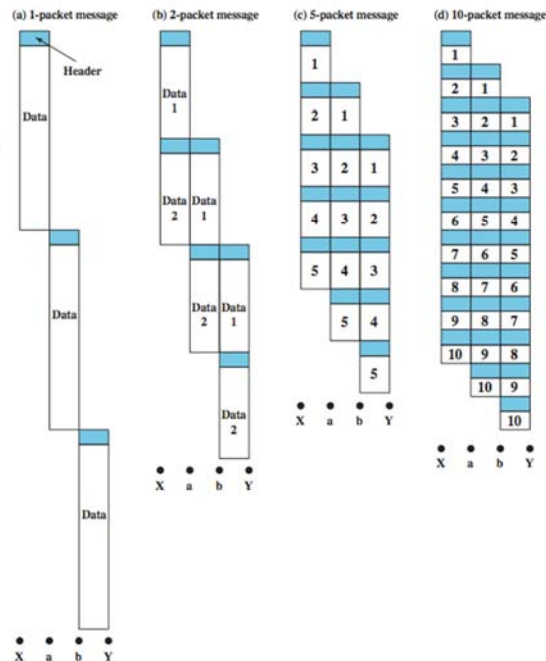 (a) 1-packet message
Header
Data
Data
Data
X a b Y
(b) 2-packet message
Data
1
Data Data
2 1
Data Data
2 1
Data
2
X a b Y
(c) 5-packet message
1
2 1
3 2 1
4 3 2
5 4 3
5 4
5
X a b Y
(d) 10-packet message
1
2 1
3 2 1
4 3 2
5 4 3
6 5 4
7 6 5
8 7 6
9 8 7
10 9 8
10 9
10
X a b Y